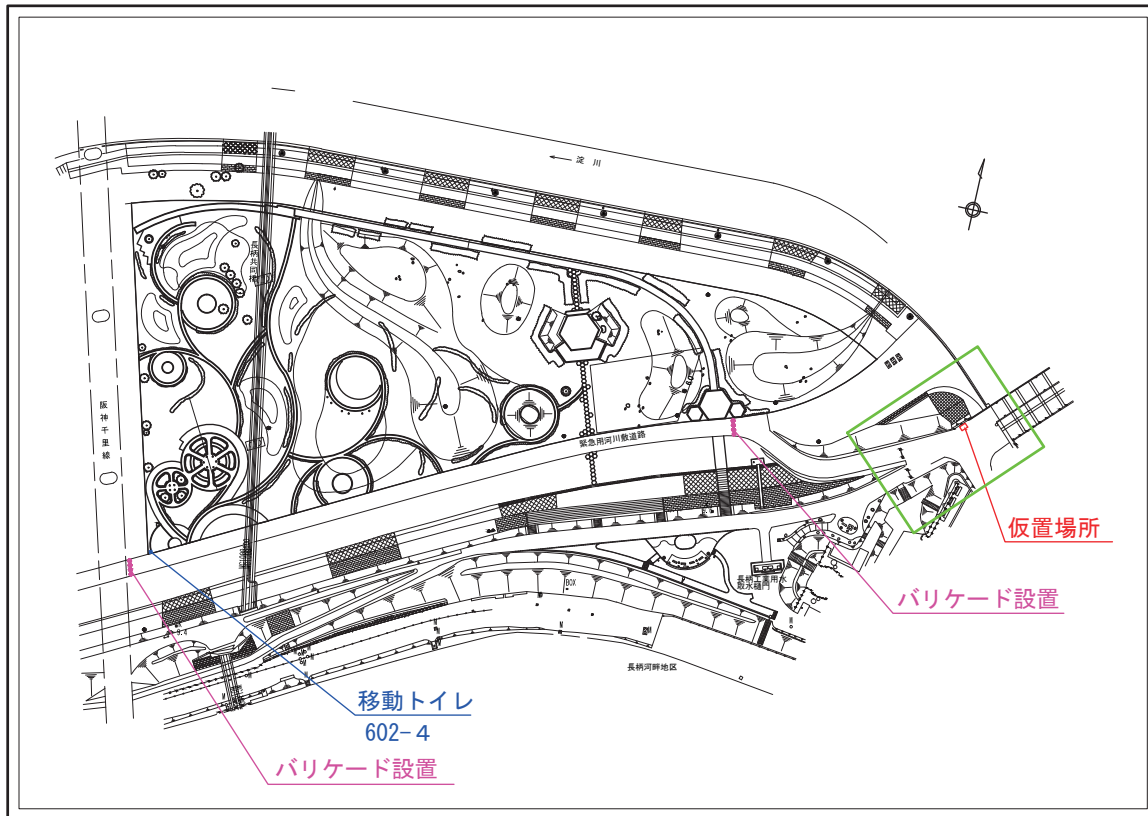 淀川
長柄共同橋
阪神千里線
緊急用河川敷道路
仮置場所
バリケード設置
長柄工業用水
取水樋門
BOX
長柄河畔地区
移動トイレ
602-4
バリケード設置